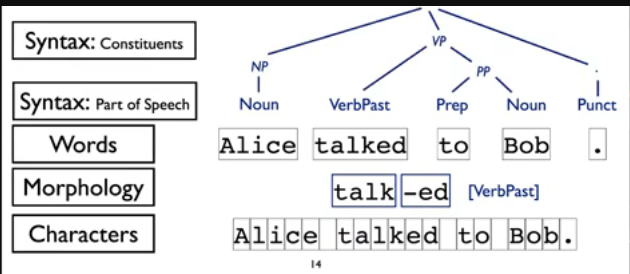 Syntax: Constituents
VP
NP
PP
.
Syntax: Part of Speech
Noun VerbPast Prep Noun Punct
Words
Alice talked to Bob .
Morphology
talk -ed [VerbPast]
Characters
Alice talked to Bob.
14